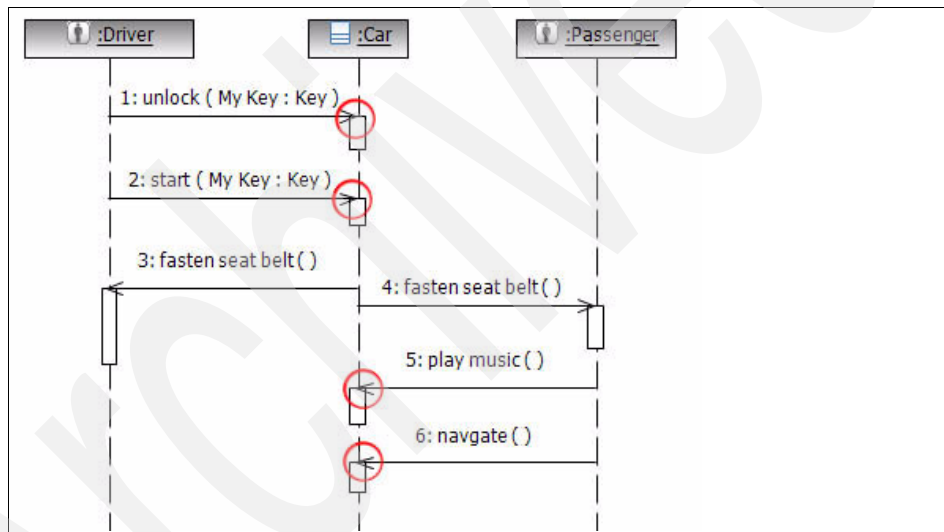 :Driver
:Car
:Passenger
1: unlock ( My Key : Key )
2: start ( My Key : Key )
3: fasten seat belt ( )
4: fasten seat belt ( )
5: play music ( )
6: navgate ( )